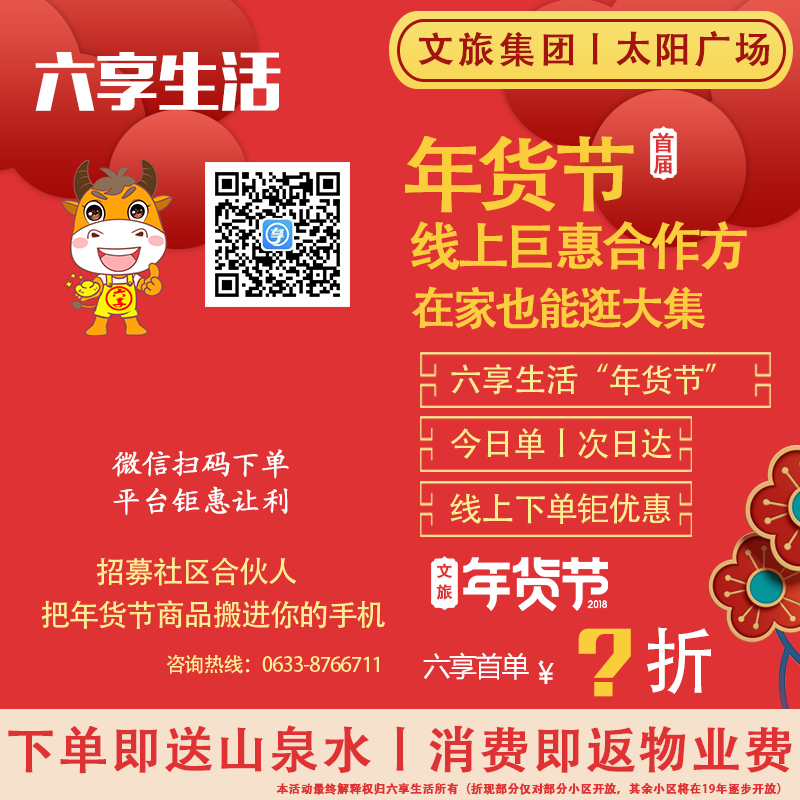 六享生活
文旅集团丨太阳广场
年货节
首届
线上巨惠合作方
在家也能逛大集
六享生活“年货节”
今日单丨次日达
线上下单钜优惠
微信扫码下单
平台钜惠让利
招募社区合伙人
把年货节商品搬进你的手机
咨询热线：0633-8766711
文旅
年货节
2018
六享首单 ¥ ?折
下单即送山泉水丨消费即返物业费
本活动最终解释权归六享生活所有（折现部分仅对部分小区开放，其余小区将在19年逐步开放）